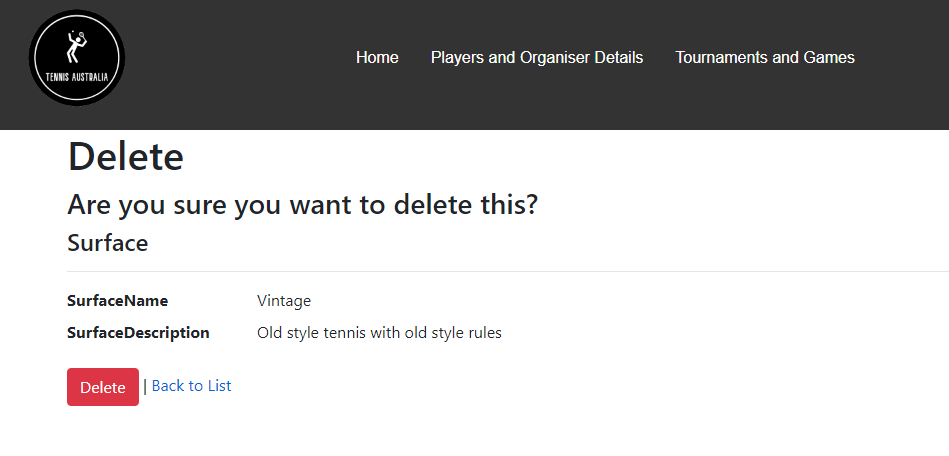 TENNIS AUSTRALIA
Home Players and Organiser Details Tournaments and Games
Delete
Are you sure you want to delete this?
Surface
SurfaceName Vintage
SurfaceDescription Old style tennis with old style rules
Delete | Back to List